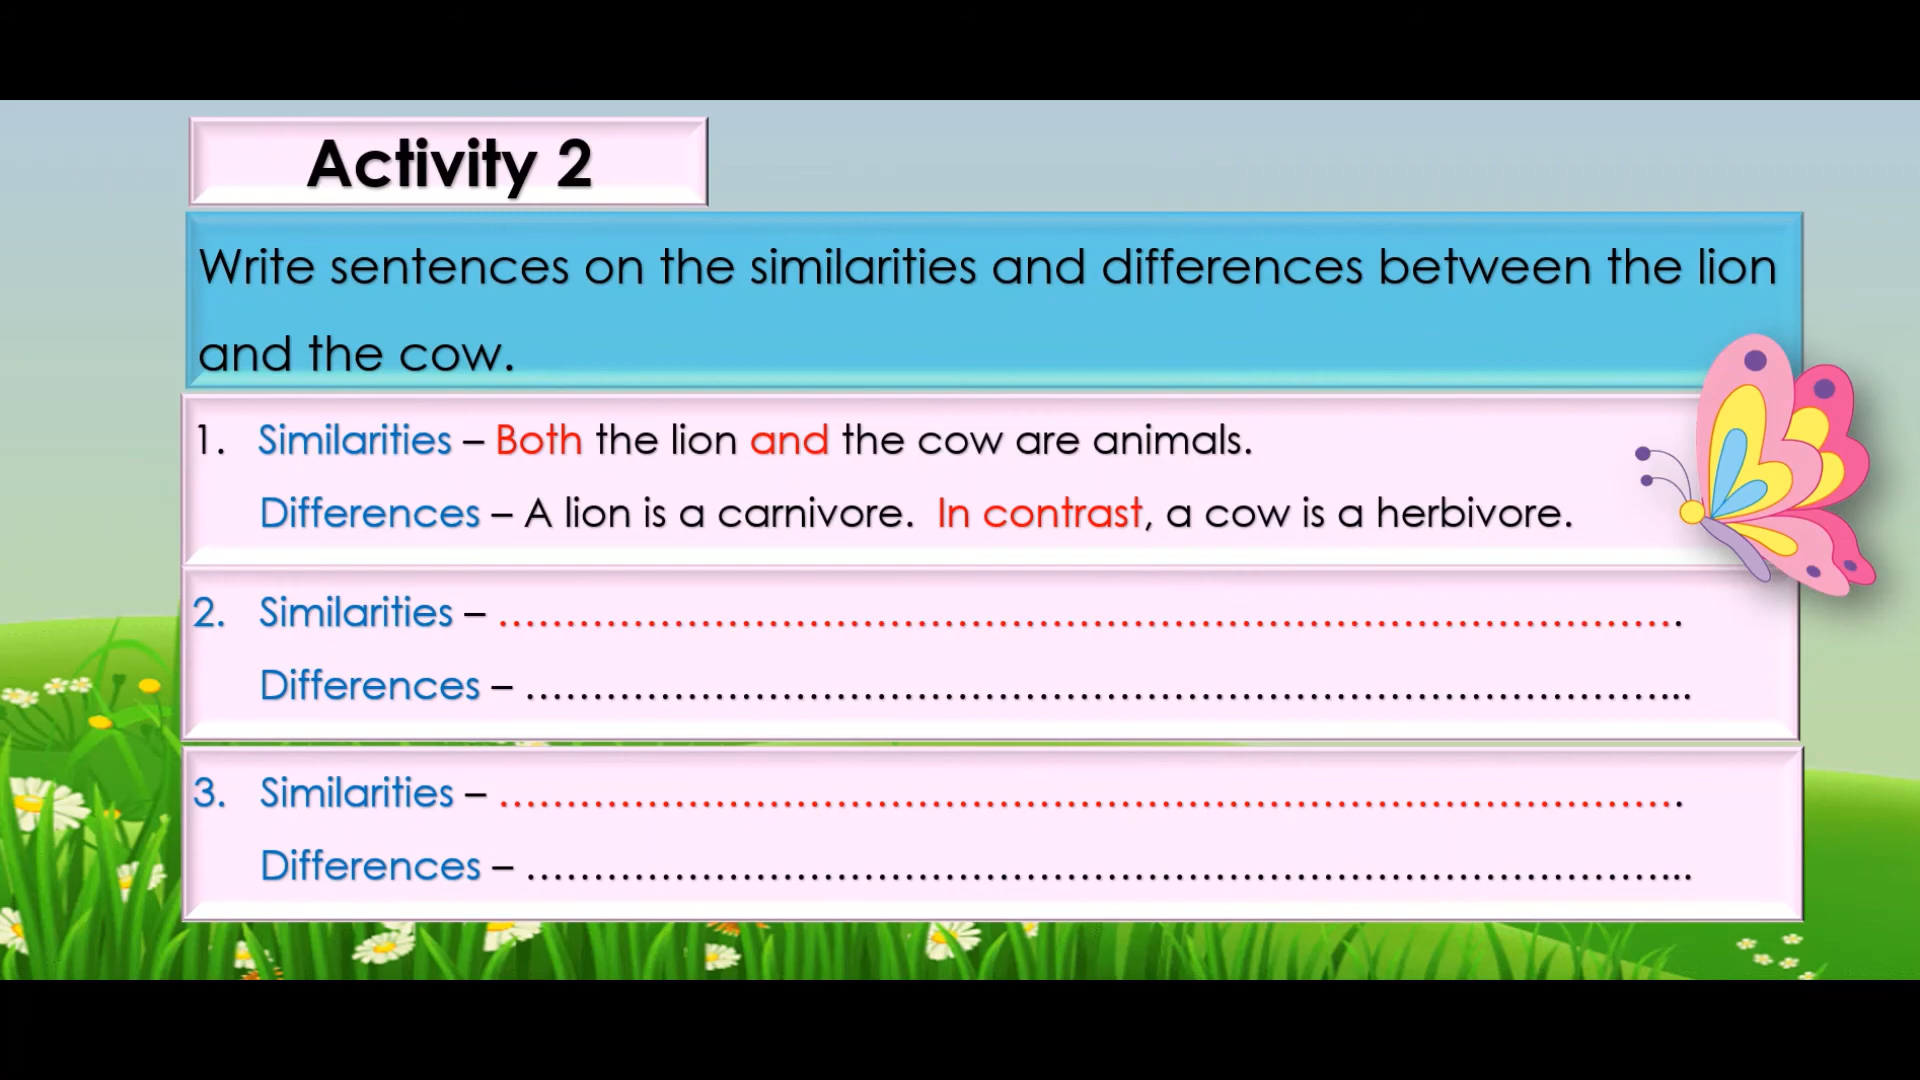 Activity 2
Write sentences on the similarities and differences between the lion
and the cow.
1. Similarities – Both the lion and the cow are animals.
Differences – A lion is a carnivore. In contrast, a cow is a herbivore.
2. Similarities – ……………………………………………………………………………….
Differences – ……………………………………………………………………………..
3. Similarities – ……………………………………………………………………………….
Differences – ……………………………………………………………………………..